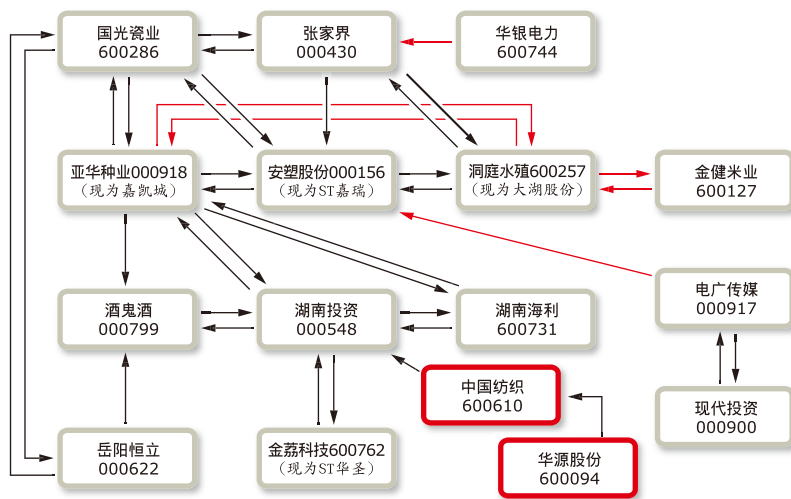 国光瓷业
600286
张家界
000430
华银电力
600744
亚华种业000918
(现为嘉凯城)
安塑股份000156
(现为ST嘉瑞)
洞庭水殖600257
(现为大湖股份)
金健米业
600127
酒鬼酒
000799
湖南投资
000548
湖南海利
600731
电广传媒
000917
中国纺织
600610
现代投资
000900
岳阳恒立
000622
金荔科技600762
(现为ST华圣)
华源股份
600094